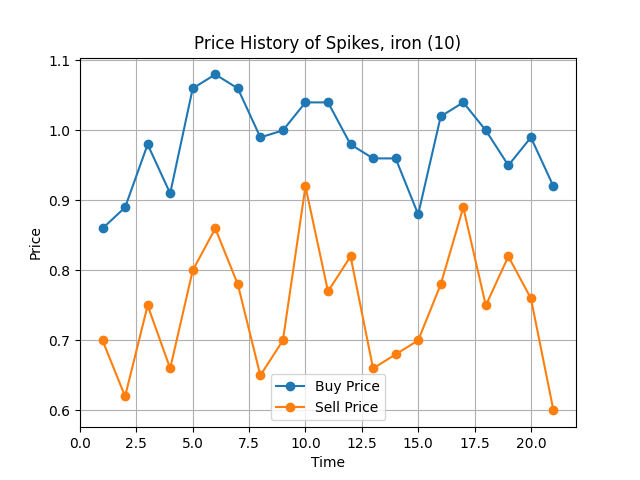 Price History of Spikes, iron (10)
1.1
1.0
0.9
0.8
0.7
0.6
Price
Buy Price
Sell Price
0.0 2.5 5.0 7.5 10.0 12.5 15.0 17.5 20.0
Time